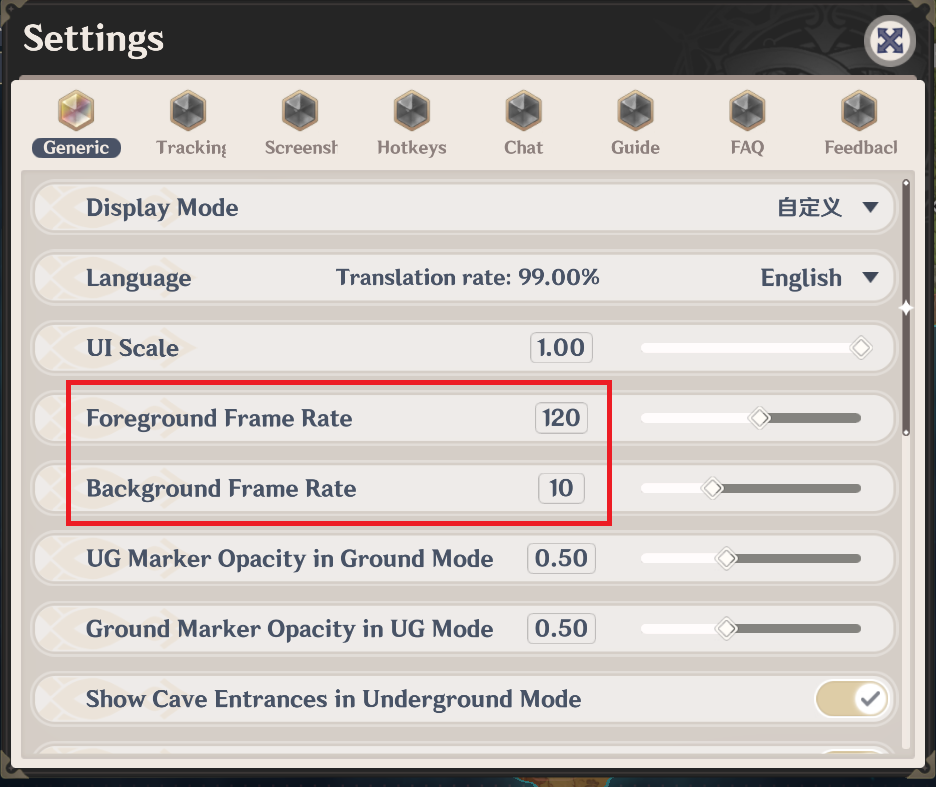 Settings
Generic Tracking Screensh Hotkeys Chat Guide FAQ Feedbacl
Display Mode 自定义
Language Translation rate: 99.00% English
UI Scale 1.00
Foreground Frame Rate 120
Background Frame Rate 10
UG Marker Opacity in Ground Mode 0.50
Ground Marker Opacity in UG Mode 0.50
Show Cave Entrances in Underground Mode